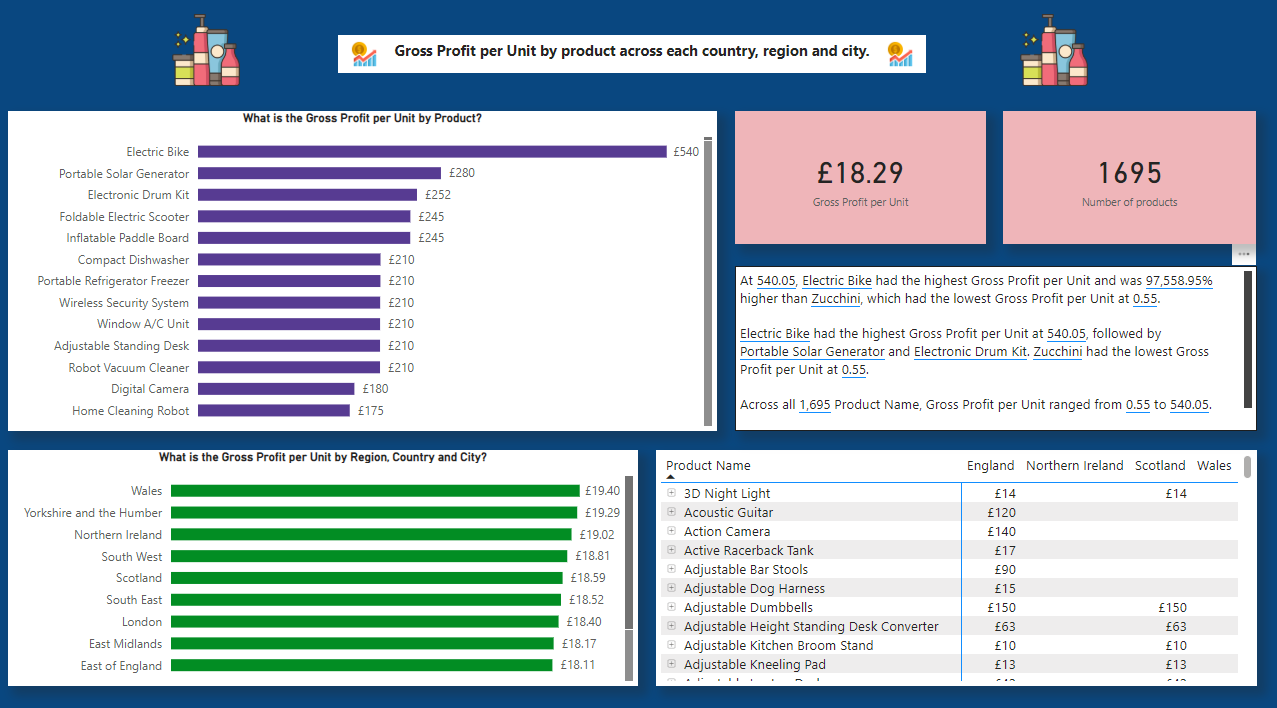 Gross Profit per Unit by product across each country, region and city.
What is the Gross Profit per Unit by Product?
Electric Bike £540
Portable Solar Generator £280
Electronic Drum Kit £252
Foldable Electric Scooter £245
Inflatable Paddle Board £245
Compact Dishwasher £210
Portable Refrigerator Freezer £210
Wireless Security System £210
Window A/C Unit £210
Adjustable Standing Desk £210
Robot Vacuum Cleaner £210
Digital Camera £180
Home Cleaning Robot £175
£18.29
Gross Profit per Unit
1695
Number of products
At 540.05, Electric Bike had the highest Gross Profit per Unit and was 97,558.95%
higher than Zucchini, which had the lowest Gross Profit per Unit at 0.55.
Electric Bike had the highest Gross Profit per Unit at 540.05, followed by
Portable Solar Generator and Electronic Drum Kit. Zucchini had the lowest Gross
Profit per Unit at 0.55.
Across all 1,695 Product Name, Gross Profit per Unit ranged from 0.55 to 540.05.
What is the Gross Profit per Unit by Region, Country and City?
Wales £19.40
Yorkshire and the Humber £19.29
Northern Ireland £19.02
South West £18.81
Scotland £18.59
South East £18.52
London £18.40
East Midlands £18.17
East of England £18.11
Product Name England Northern Ireland Scotland Wales
3D Night Light £14 £14
Acoustic Guitar £120
Action Camera £140
Active Racerback Tank £17
Adjustable Bar Stools £90
Adjustable Dog Harness £15
Adjustable Dumbbells £150 £150
Adjustable Height Standing Desk Converter £63 £63
Adjustable Kitchen Broom Stand £10 £10
Adjustable Kneeling Pad £13 £13